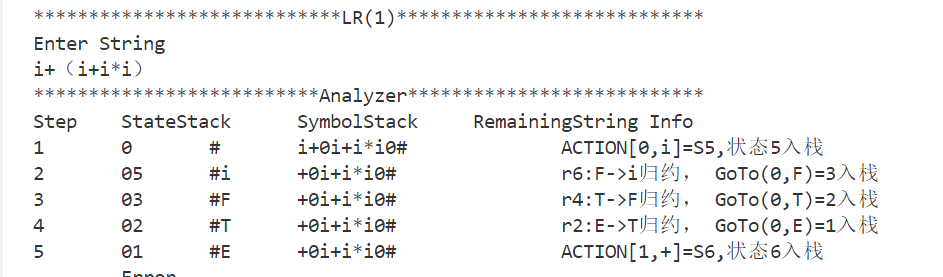 ****************************LR(1)****************************
Enter String
i+（i+i*i）
**************************Analyzer***************************
Step StateStack SymbolStack RemainingString Info
1 0 # i+0i+i*i0# ACTION[0,i]=S5,状态5入栈
2 05 #i +0i+i*i0# r6:F->i归约， GoTo(0,F)=3入栈
3 03 #F +0i+i*i0# r4:T->F归约， GoTo(0,T)=2入栈
4 02 #T +0i+i*i0# r2:E->T归约， GoTo(0,E)=1入栈
5 01 #E +0i+i*i0# ACTION[1,+]=S6,状态6入栈
Error